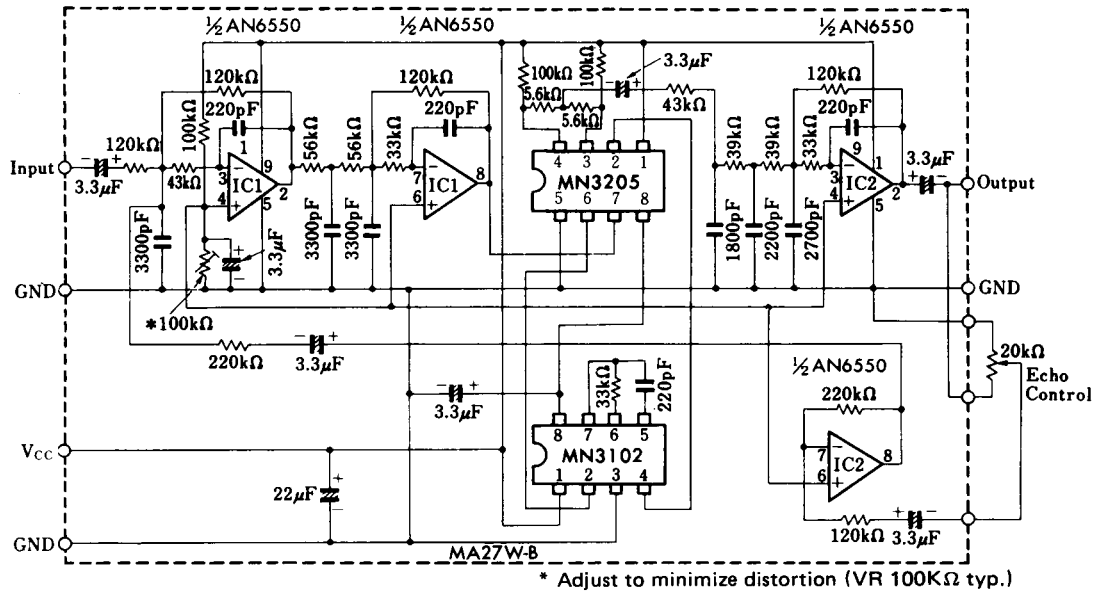 ½AN6550
½AN6550
½AN6550
120kΩ
220pF
100kΩ
120kΩ
43kΩ
Input
- +
3.3μF
1
3
-
9
IC1
2
4
+
5
3300pF
+
-
3.3μF
*100kΩ
56kΩ
56kΩ
3300pF
3300pF
120kΩ
220pF
33kΩ
7
-
IC1
8
6
+
100kΩ
100kΩ
5.6kΩ
5.6kΩ
3.3μF
- +
43kΩ
4 3 2 1
MN3205
5 6 7 8
39kΩ
39kΩ
33kΩ
1800pF
2200pF
2700pF
120kΩ
220pF
9
3
-
1
IC2
2
4
+
5
3.3μF
+ -
Output
GND
GND
220kΩ
- +
3.3μF
- +
3.3μF
33kΩ
220pF
8 7 6 5
MN3102
1 2 3 4
½AN6550
220kΩ
7
-
IC2
8
6
+
120kΩ
+ -
3.3μF
20kΩ
Echo
Control
VCC
22μF
+
-
GND
MA27W-B
* Adjust to minimize distortion (VR 100KΩ typ.)